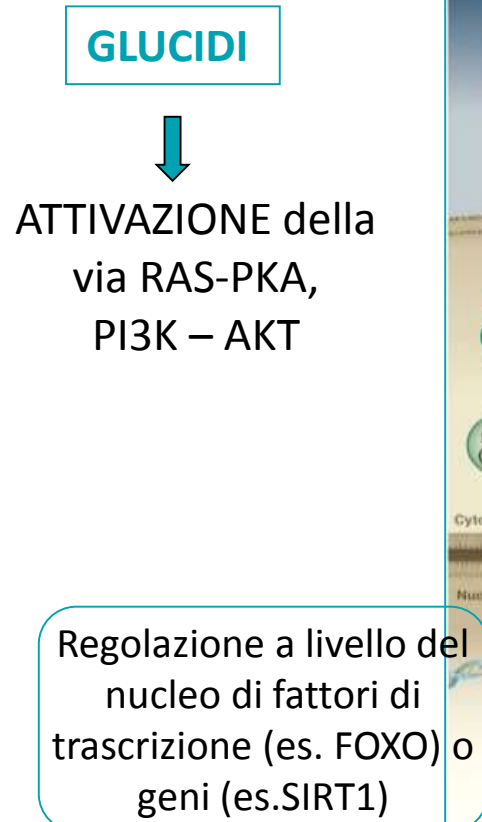 GLUCIDI
ATTIVAZIONE della
via RAS-PKA,
PI3K – AKT
Regolazione a livello del
nucleo di fattori di
trascrizione (es. FOXO) o
geni (es.SIRT1)